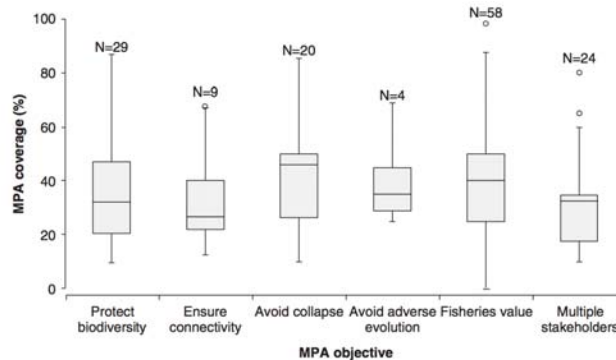 100
80
60
40
20
0
MPA coverage (%)
N=29
N=9
N=20
N=4
N=58
N=24
Protect
biodiversity
Ensure
connectivity
Avoid collapse
Avoid adverse
evolution
Fisheries value
Multiple
stakeholders
MPA objective